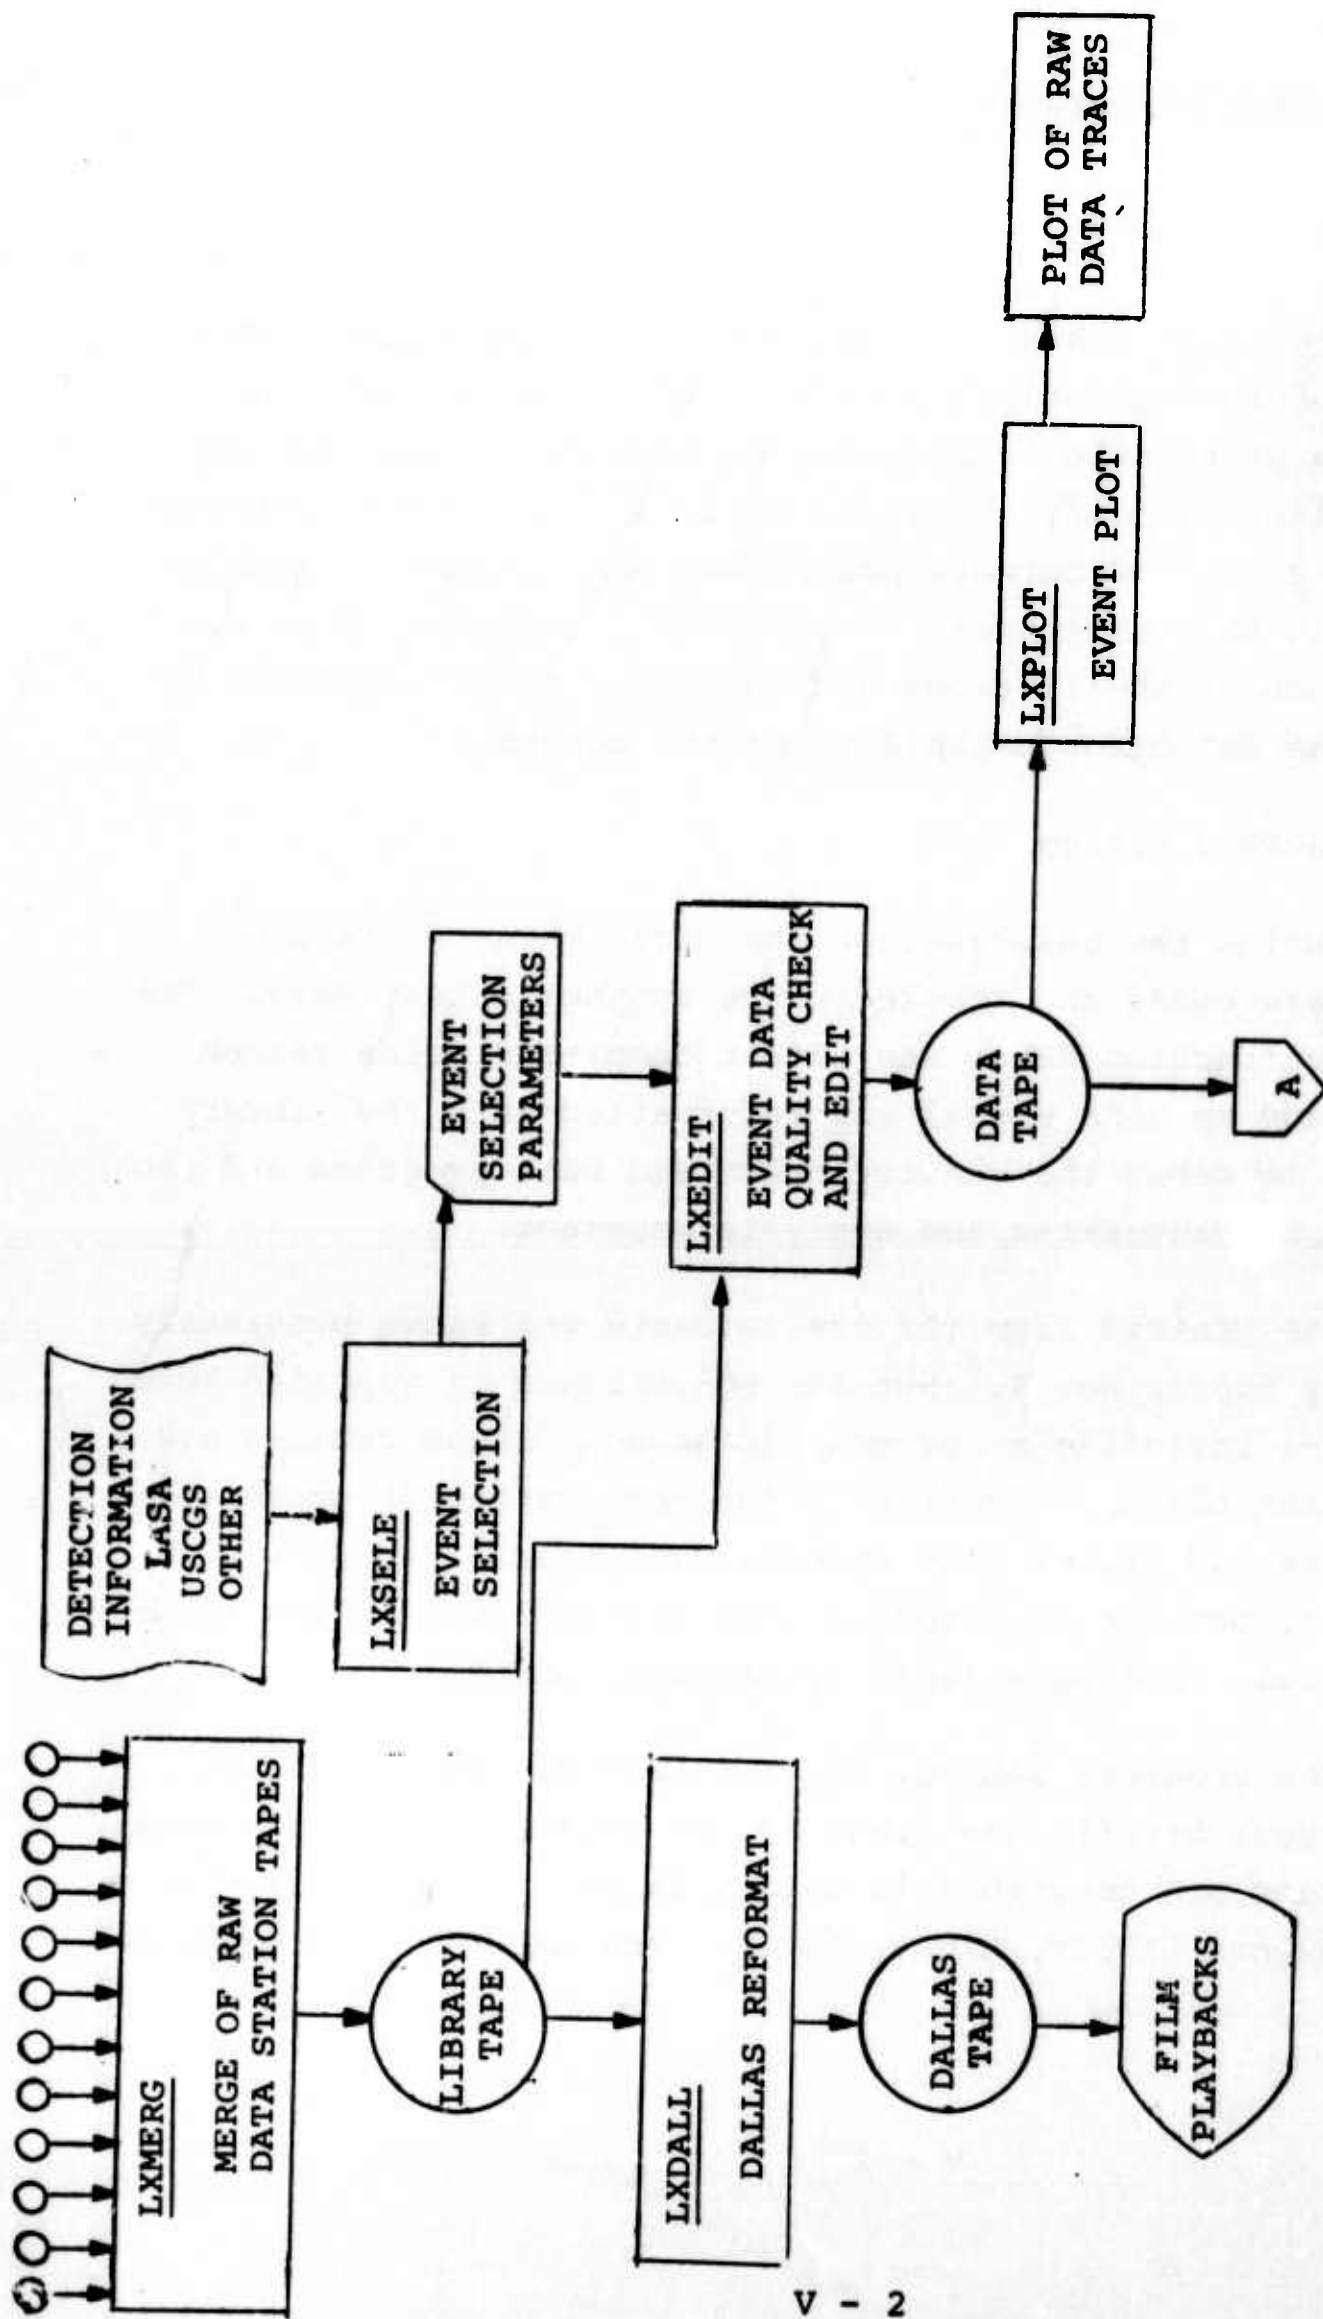 LXMERG
MERGE OF RAW
DATA STATION TAPES
LIBRARY
TAPE
LXDALL
DALLAS REFORMAT
DALLAS
TAPE
FILM
PLAYBACKS
DETECTION
INFORMATION
LASA
USCGS
OTHER
LXSELE
EVENT
SELECTION
EVENT
SELECTION
PARAMETERS
LXEDIT
EVENT DATA
QUALITY CHECK
AND EDIT
DATA
TAPE
A
LXPLOT
EVENT PLOT
PLOT OF RAW
DATA TRACES
V - 2